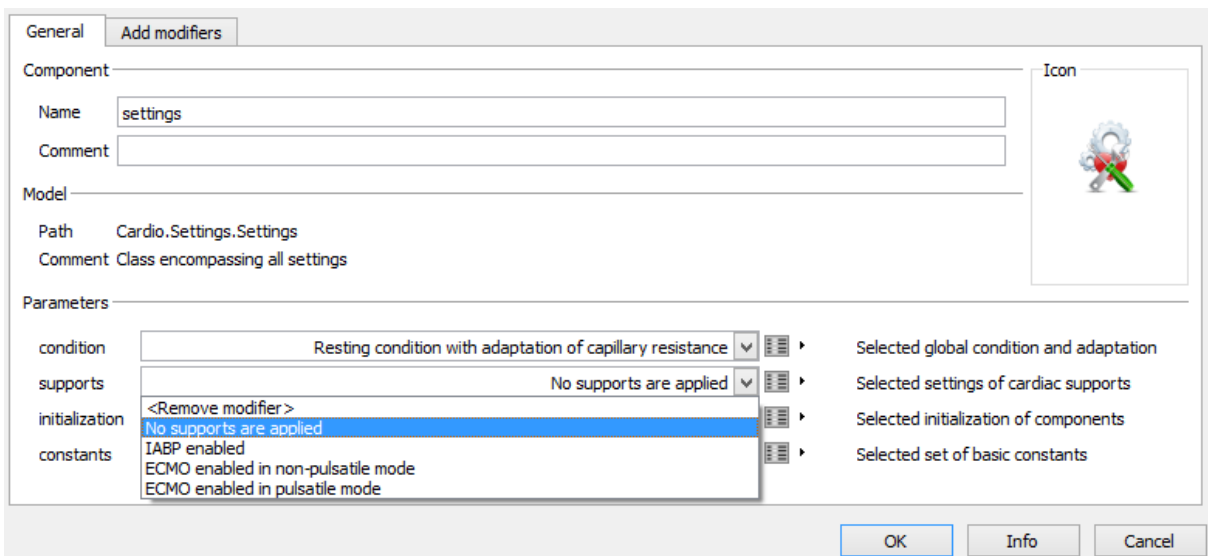 General Add modifiers
Component Icon
Name settings
Comment
Model
Path Cardio.Settings.Settings
Comment Class encompassing all settings
Parameters
condition Resting condition with adaptation of capillary resistance Selected global condition and adaptation
supports No supports are applied Selected settings of cardiac supports
<Remove modifier>
initialization Selected initialization of components
No supports are applied
IABP enabled
constants Selected set of basic constants
ECMO enabled in non-pulsatile mode
ECMO enabled in pulsatile mode
OK Info Cancel